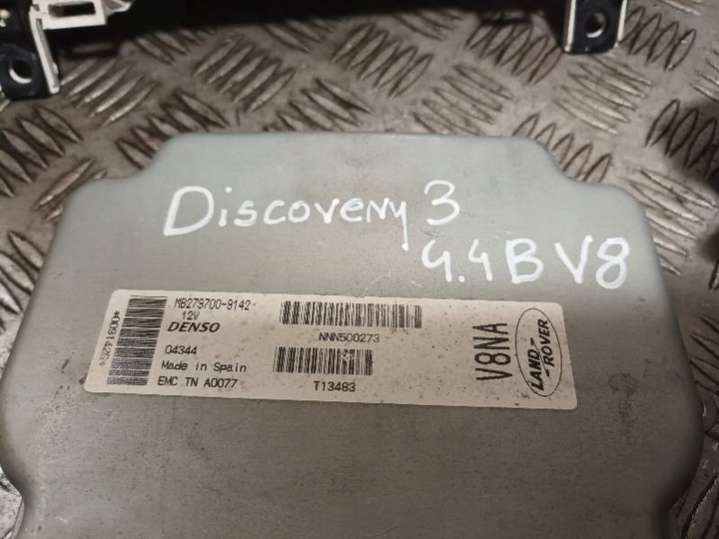 Discovery 3
4.4B V8
MB279700-9142
12V
DENSO
04344
Made in Spain
EMC TN A0077
NNN500273
T13483
V8NA
LAND-
-ROVER